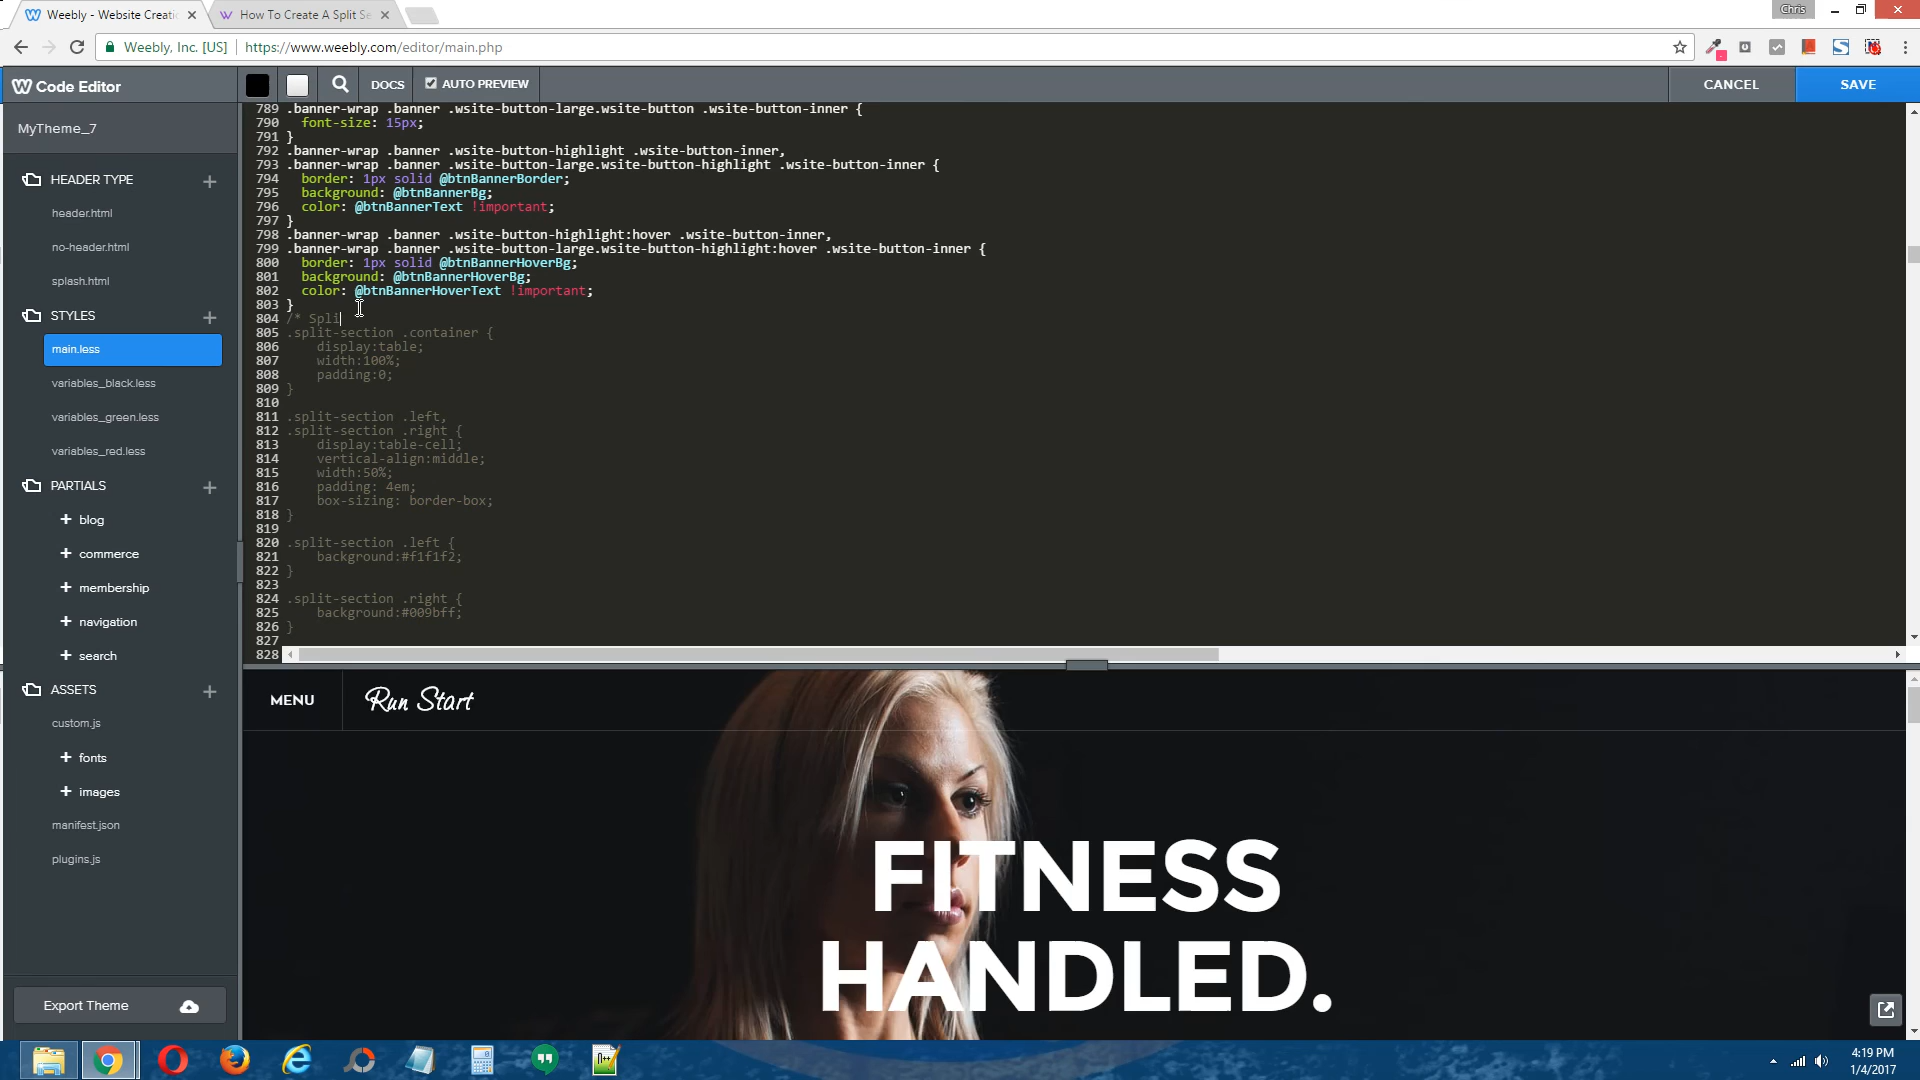 Weebly - Website Creatio
How To Create A Split Se
Chris
Weebly, Inc. [US]
https://www.weebly.com/editor/main.php
Code Editor
DOCS
AUTO PREVIEW
CANCEL
SAVE
MyTheme_7
HEADER TYPE
header.html
no-header.html
splash.html
STYLES
main.less
variables_black.less
variables_green.less
variables_red.less
PARTIALS
+ blog
+ commerce
+ membership
+ navigation
+ search
ASSETS
custom.js
+ fonts
+ images
manifest.json
plugins.js
Export Theme
789 .banner-wrap .banner .wsite-button-large.wsite-button .wsite-button-inner {
790 font-size: 15px;
791 }
792 .banner-wrap .banner .wsite-button-highlight .wsite-button-inner,
793 .banner-wrap .banner .wsite-button-large.wsite-button-highlight .wsite-button-inner {
794 border: 1px solid @btnBannerBorder;
795 background: @btnBannerBg;
796 color: @btnBannerText !important;
797 }
798 .banner-wrap .banner .wsite-button-highlight:hover .wsite-button-inner,
799 .banner-wrap .banner .wsite-button-large.wsite-button-highlight:hover .wsite-button-inner {
800 border: 1px solid @btnBannerHoverBg;
801 background: @btnBannerHoverBg;
802 color: @btnBannerHoverText !important;
803 }
804 /* Spli
805 .split-section .container {
806 display:table;
807 width:100%;
808 padding:0;
809 }
810
811 .split-section .left,
812 .split-section .right {
813 display:table-cell;
814 vertical-align:middle;
815 width:50%;
816 padding: 4em;
817 box-sizing: border-box;
818 }
819
820 .split-section .left {
821 background:#f1f1f2;
822 }
823
824 .split-section .right {
825 background:#009bff;
826 }
827
828
MENU
Run Start
FITNESS
HANDLED.
4:19 PM
1/4/2017